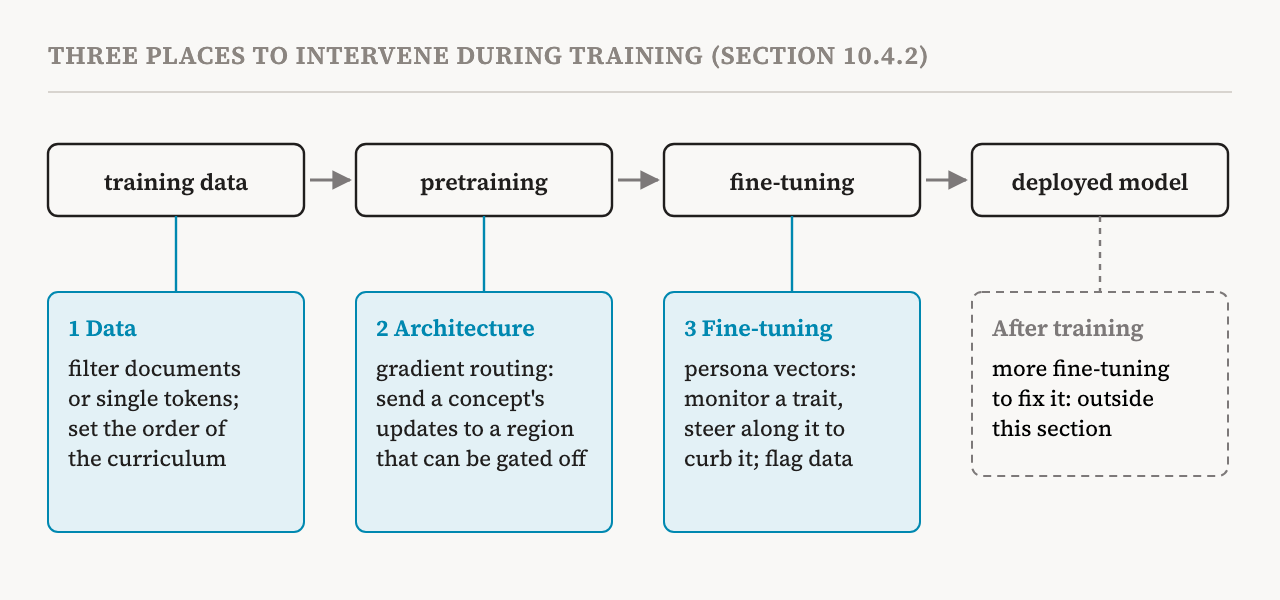 THREE PLACES TO INTERVENE DURING TRAINING (SECTION 10.4.2)
training data
pretraining
fine-tuning
deployed model
1 Data
filter documents
or single tokens;
set the order of
the curriculum
2 Architecture
gradient routing:
send a concept's
updates to a region
that can be gated off
3 Fine-tuning
persona vectors:
monitor a trait,
steer along it to
curb it; flag data
After training
more fine-tuning
to fix it: outside
this section